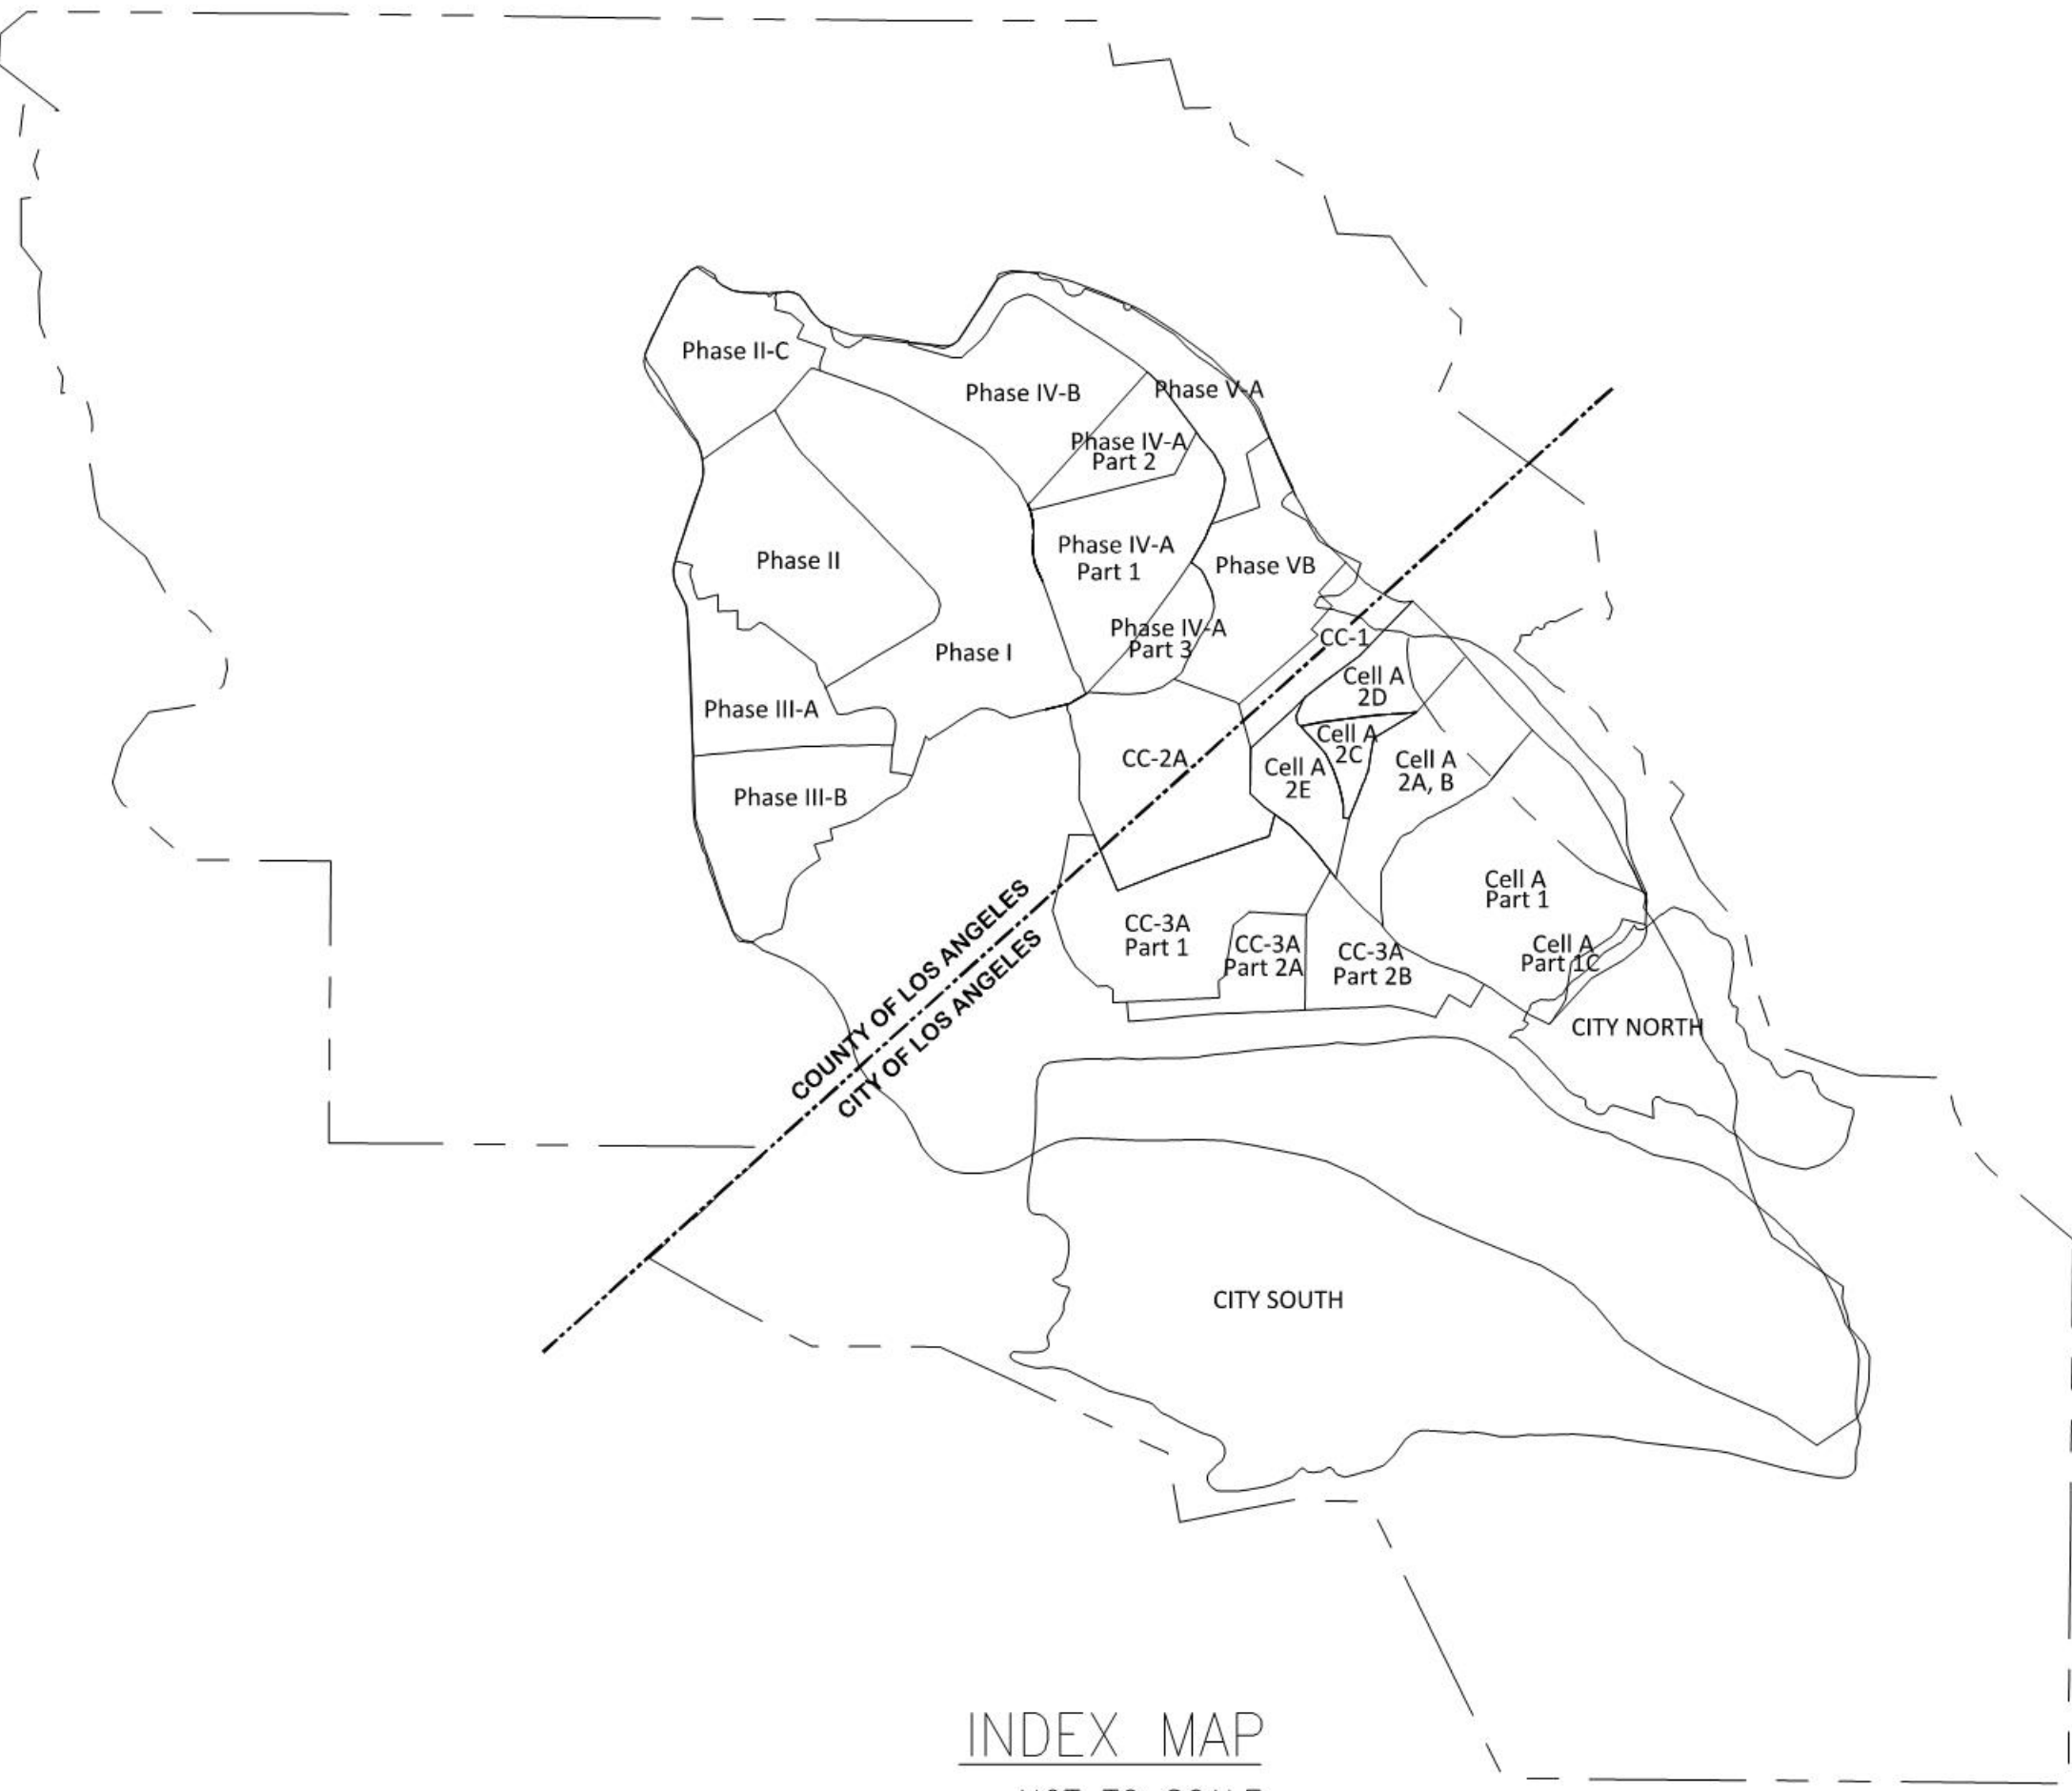 Phase II-C
Phase IV-B
Phase V-A
Phase IV-A
Part 2
Phase II
Phase IV-A
Part 1
Phase VB
Phase IV-A
Part 3
CC-1
Phase I
Cell A
2D
Phase III-A
Cell A
2C
CC-2A
Cell A
2E
Cell A
2A, B
Phase III-B
Cell A
Part 1
CC-3A
Part 1
CC-3A
Part 2A
CC-3A
Part 2B
Cell A
Part 1C
COUNTY OF LOS ANGELES
CITY OF LOS ANGELES
CITY NORTH
CITY SOUTH
INDEX MAP